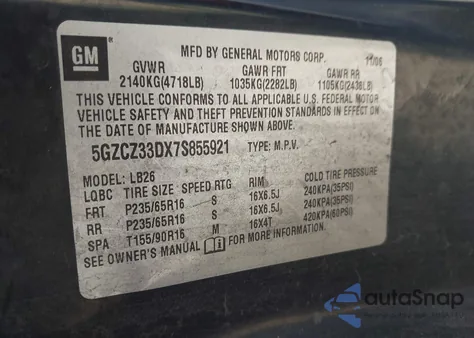 GM
MFD BY GENERAL MOTORS CORP. 11/06
GVWR GAWR FRT GAWR RR
2140KG(4718LB) 1035KG(2282LB) 1105KG(2436LB)
THIS VEHICLE CONFORMS TO ALL APPLICABLE U.S. FEDERAL MOTOR
VEHICLE SAFETY AND THEFT PREVENTION STANDARDS IN EFFECT ON
THE DATE OF MANUFACTURE SHOWN ABOVE.
5GZCZ33DX7S855921 TYPE: M.P.V.
MODEL: LB26
LQBC TIRE SIZE SPEED RTG RIM COLD TIRE PRESSURE
FRT P235/65R16 S 16X6.5J 240KPA(35PSI)
RR P235/65R16 S 16X6.5J 240KPA(35PSI)
SPA T155/90R16 M 16X4T 420KPA(60PSI)
SEE OWNER'S MANUAL FOR MORE INFORMATION.
autoSnap